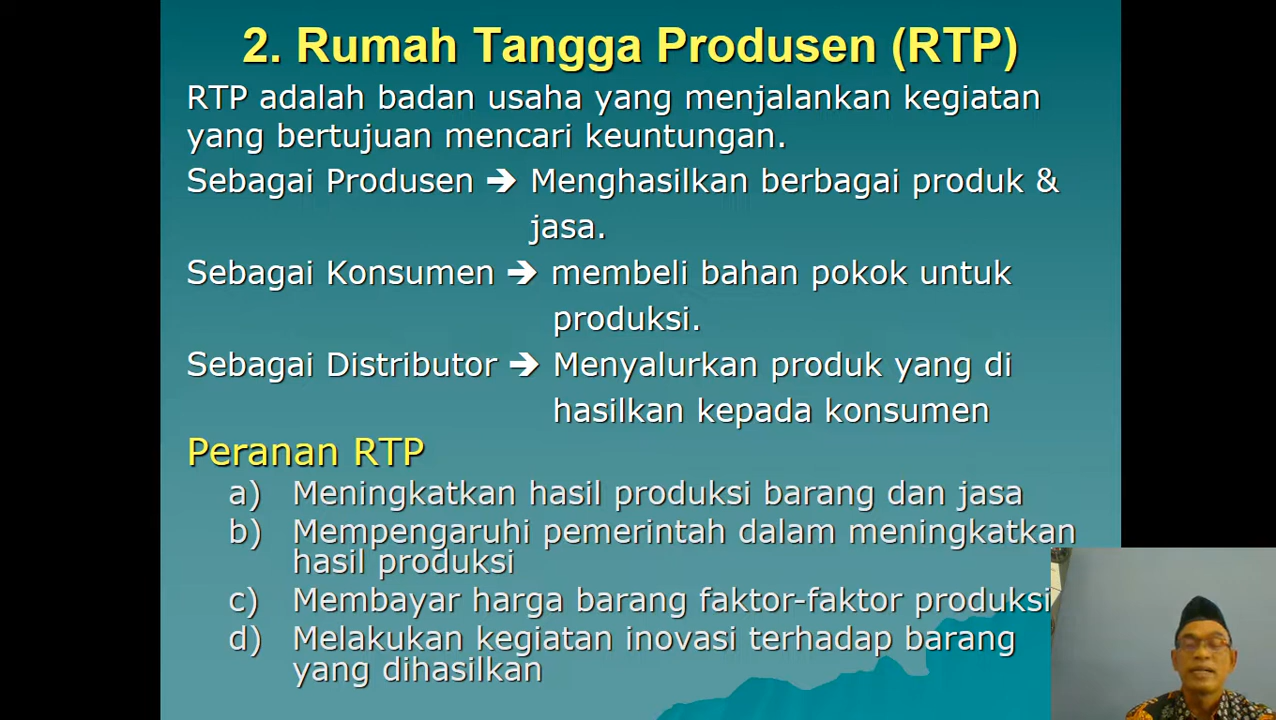 2. Rumah Tangga Produsen (RTP)
RTP adalah badan usaha yang menjalankan kegiatan
yang bertujuan mencari keuntungan.
Sebagai Produsen ➔ Menghasilkan berbagai produk &
jasa.
Sebagai Konsumen ➔ membeli bahan pokok untuk
produksi.
Sebagai Distributor ➔ Menyalurkan produk yang di
hasilkan kepada konsumen
Peranan RTP
a) Meningkatkan hasil produksi barang dan jasa
b) Mempengaruhi pemerintah dalam meningkatkan
hasil produksi
c) Membayar harga barang faktor-faktor produksi
d) Melakukan kegiatan inovasi terhadap barang
yang dihasilkan